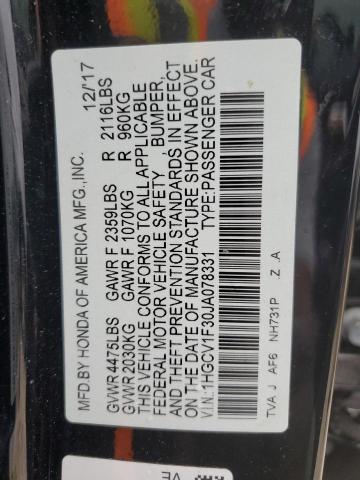 MFD.BY HONDA OF AMERICA MFG.,INC. 12/17
GVWR 4475LBS GAWR F 2359LBS R 2116LBS
GVWR 2030KG GAWR F 1070KG R 960KG
THIS VEHICLE CONFORMS TO ALL APPLICABLE
FEDERAL MOTOR VEHICLE SAFETY , BUMPER,
AND THEFT PREVENTION STANDARDS IN EFFECT
ON THE DATE OF MANUFACTURE SHOWN ABOVE.
V.I.N.:1HGCV1F30JA078331 TYPE:PASSENGER CAR
TVA J AF6 NH731P Z .A
VE